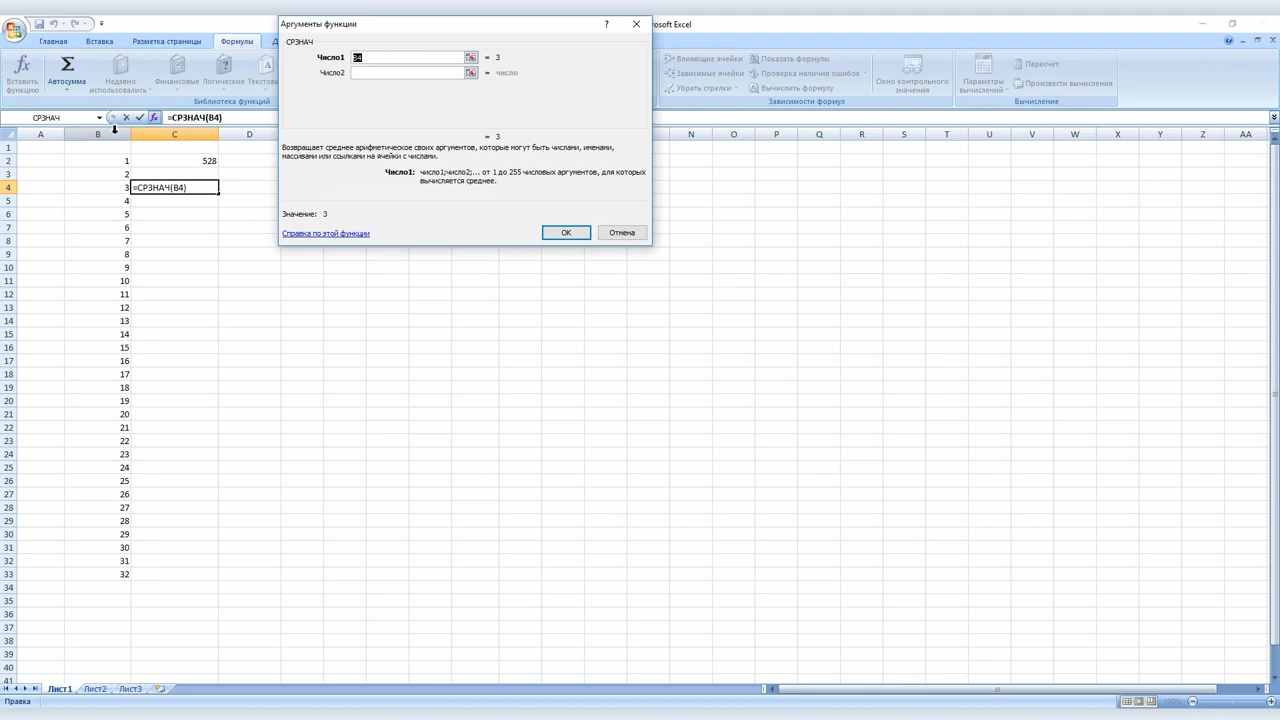 Аргументы функции
? 
osoft Excel
Главная Вставка Разметка страницы Формулы Д
Вставить функцию
Автосумма
Недавно использовались
Финансовые
Логические
Текстовы
Библиотека функций
Влияющие ячейки
Зависимые ячейки
Убрать стрелки
Показать формулы
Проверка наличия ошибок
Вычислить формулу
Зависимости формул
Окно контрольного значения
Параметры вычислений
Пересчет
Произвести вычисления
Вычисление
СРЗНАЧ
Число1 B4 = 3
Число2 = число
= 3
Возвращает среднее арифметическое своих аргументов, которые могут быть числами, именами,
массивами или ссылками на ячейки с числами.
Число1: число1;число2;... от 1 до 255 числовых аргументов, для которых
вычисляется среднее.
Значение: 3
Справка по этой функции
ОК Отмена
СРЗНАЧ fx =СРЗНАЧ(B4)
A B C D N O P Q R S T U V W X Y Z AA
1
2 1 528
3 2
4 3 =СРЗНАЧ(B4)
5 4
6 5
7 6
8 7
9 8
10 9
11 10
12 11
13 12
14 13
15 14
16 15
17 16
18 17
19 18
20 19
21 20
22 21
23 22
24 23
25 24
26 25
27 26
28 27
29 28
30 29
31 30
32 31
33 32
34
35
36
37
38
39
40
41
Лист1 Лист2 Лист3
Правка 100%